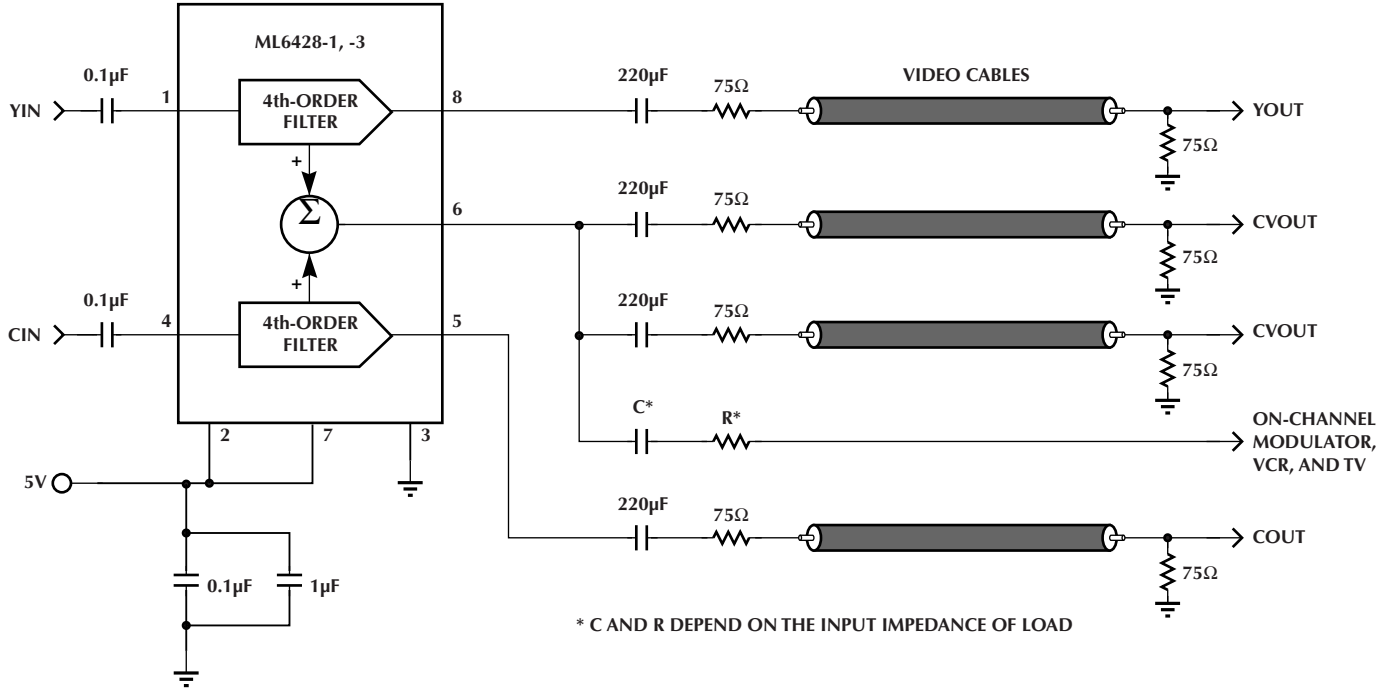 ML6428-1, -3
0.1µF
1
YIN
4th-ORDER
FILTER
8
220µF
75Ω
VIDEO CABLES
YOUT
75Ω
+
Σ
+
6
220µF
75Ω
CVOUT
75Ω
0.1µF
4
CIN
4th-ORDER
FILTER
5
220µF
75Ω
CVOUT
75Ω
2
7
3
C*
R*
ON-CHANNEL
MODULATOR,
VCR, AND TV
5V
220µF
75Ω
COUT
75Ω
0.1µF
1µF
* C AND R DEPEND ON THE INPUT IMPEDANCE OF LOAD